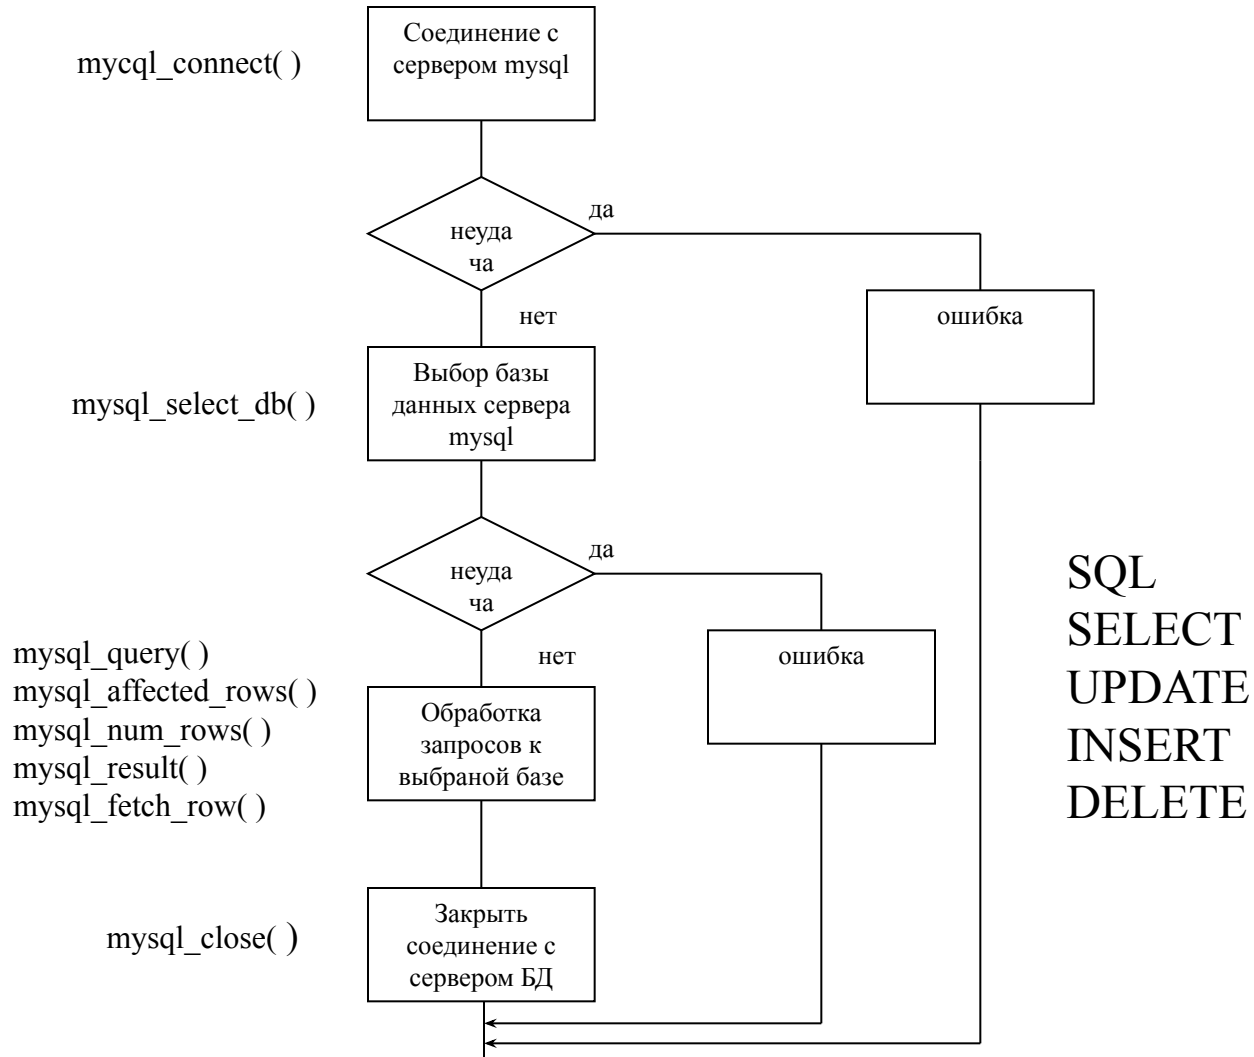 Соединение с
сервером mysql
mycql_connect( )
да
неуда
ча
нет
ошибка
Выбор базы
данных сервера
mysql
mysql_select_db( )
да
неуда
ча
нет
ошибка
SQL
SELECT
UPDATE
INSERT
DELETE
mysql_query( )
mysql_affected_rows( )
mysql_num_rows( )
mysql_result( )
mysql_fetch_row( )
Обработка
запросов к
выбраной базе
mysql_close( )
Закрыть
соединение с
сервером БД